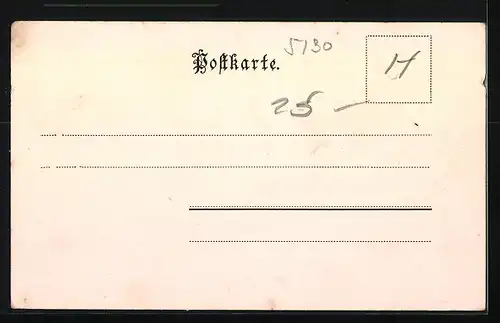 5130
Postkarte.
H
25 –